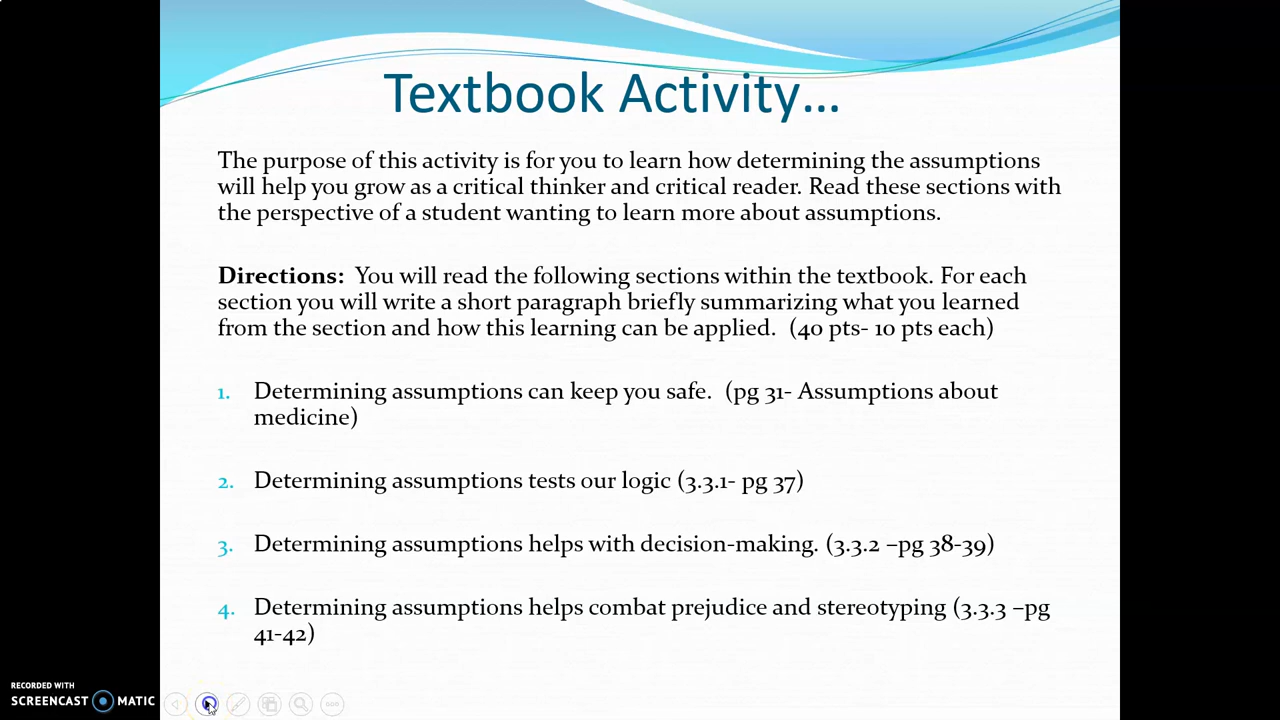 Textbook Activity...
The purpose of this activity is for you to learn how determining the assumptions
will help you grow as a critical thinker and critical reader. Read these sections with
the perspective of a student wanting to learn more about assumptions.
Directions: You will read the following sections within the textbook. For each
section you will write a short paragraph briefly summarizing what you learned
from the section and how this learning can be applied. (40 pts- 10 pts each)
1. Determining assumptions can keep you safe. (pg 31- Assumptions about
medicine)
2. Determining assumptions tests our logic (3.3.1- pg 37)
3. Determining assumptions helps with decision-making. (3.3.2 –pg 38-39)
4. Determining assumptions helps combat prejudice and stereotyping (3.3.3 –pg
41-42)
RECORDED WITH
SCREENCAST MATIC